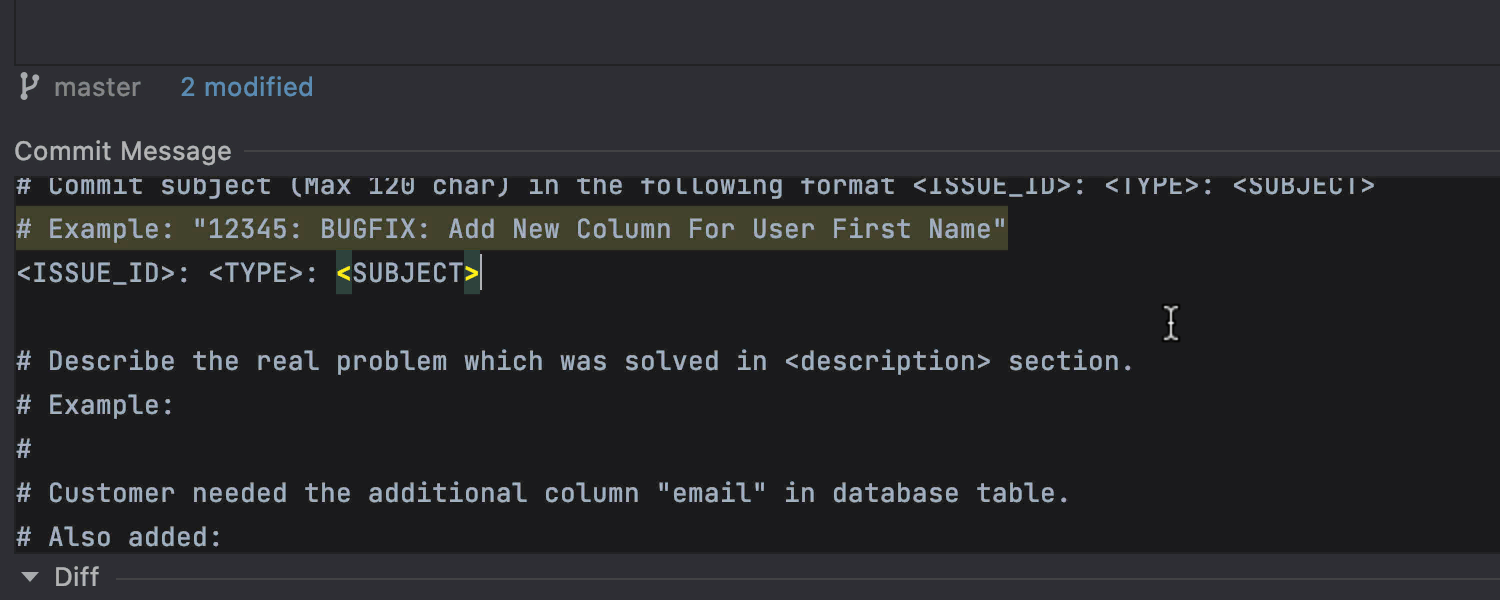 master 2 modified
Commit Message
# Commit subject (Max 120 char) in the following format <ISSUE_ID>: <TYPE>: <SUBJECT>
# Example: "12345: BUGFIX: Add New Column For User First Name"
<ISSUE_ID>: <TYPE>: <SUBJECT>
# Describe the real problem which was solved in <description> section.
# Example:
#
# Customer needed the additional column "email" in database table.
# Also added:
Diff